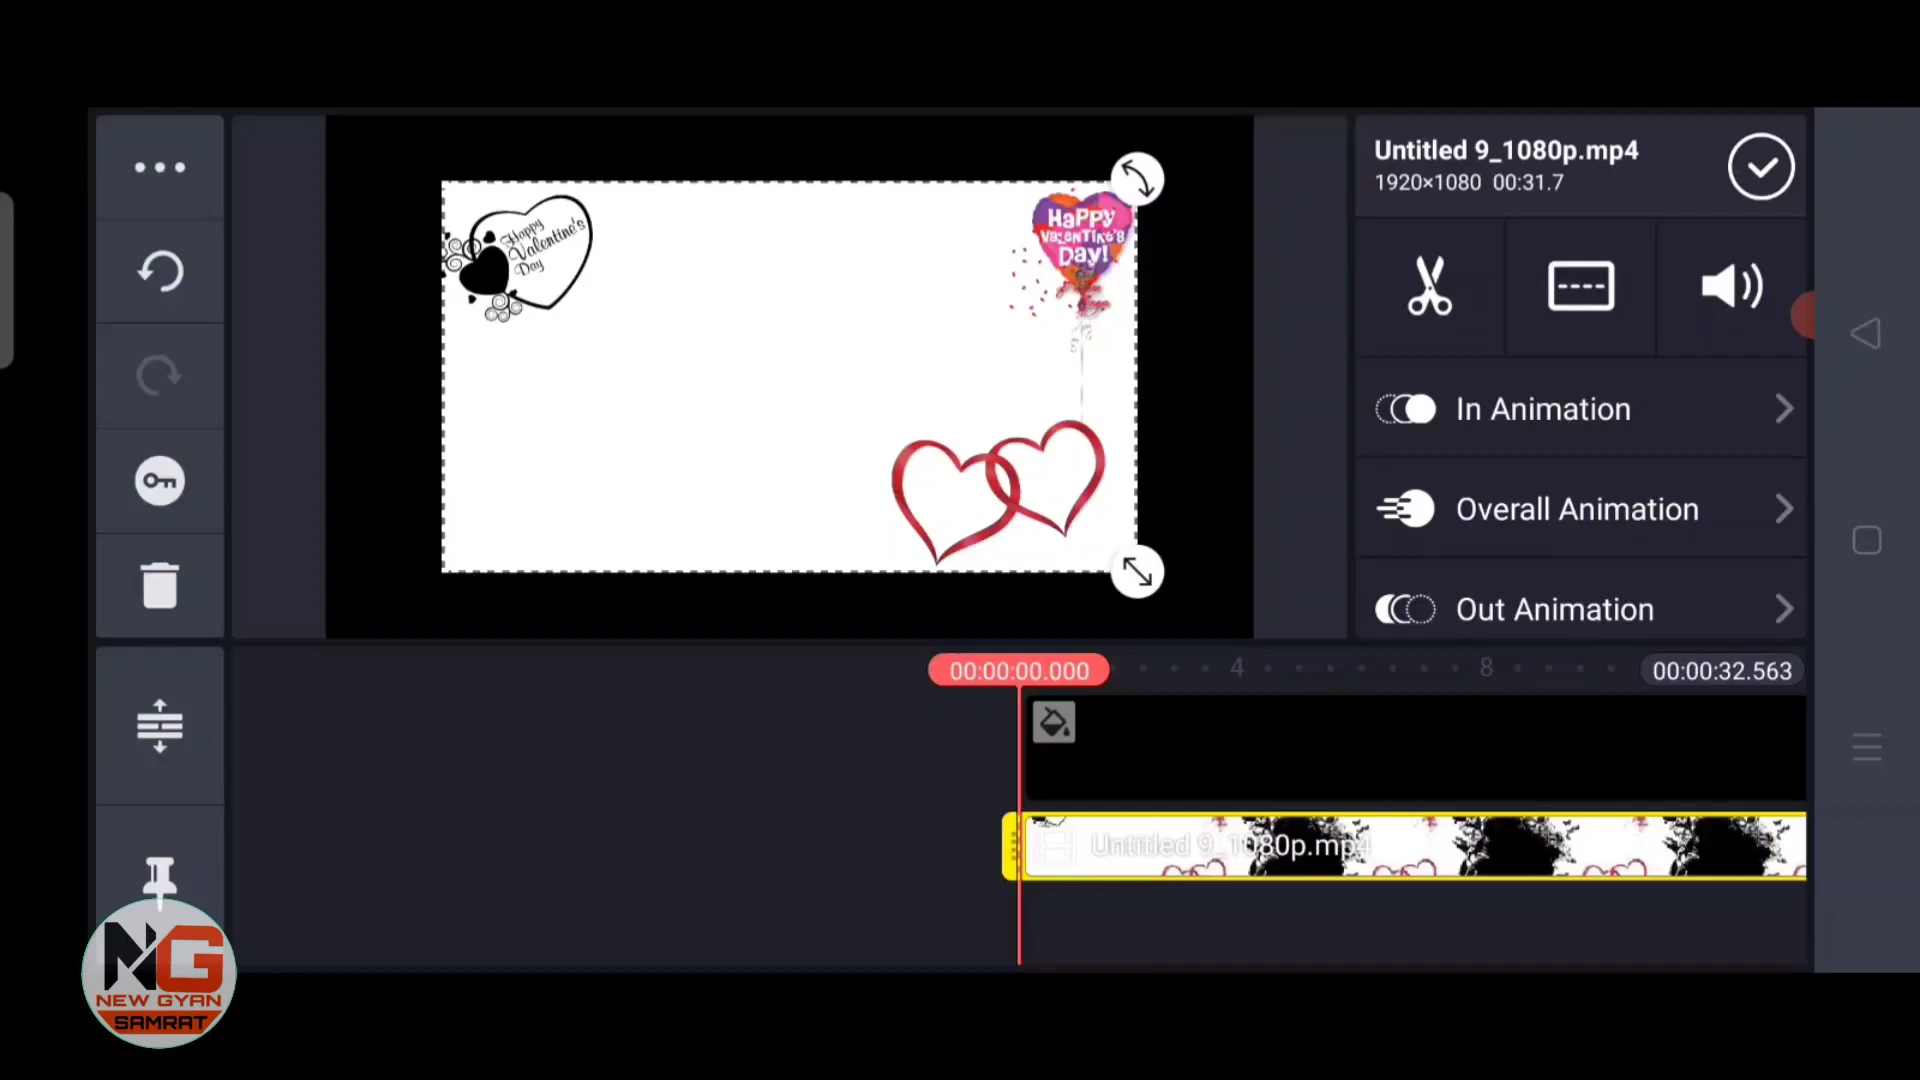 Untitled 9_1080p.mp4
1920×1080 00:31.7
Happy
Valentine's
Day
HaPPY
VaLeNTiNe'S
Day!
In Animation
Overall Animation
Out Animation
00:00:00.000
4
8
00:00:32.563
Untitled 9_1080p.mp4
NG
NEW GYAN
SAMRAT